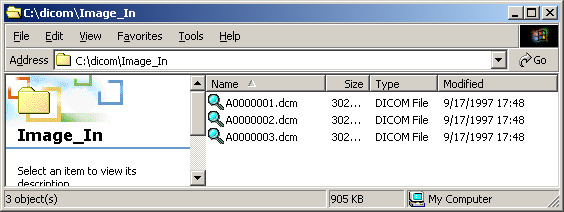 C:\dicom\Image_In
File Edit View Favorites Tools Help
Address C:\dicom\Image_In Go
Name Size Type Modified
A0000001.dcm 302... DICOM File 9/17/1997 17:48
A0000002.dcm 302... DICOM File 9/17/1997 17:48
A0000003.dcm 302... DICOM File 9/17/1997 17:48
Image_In
Select an item to view its
description.
3 object(s) 905 KB My Computer